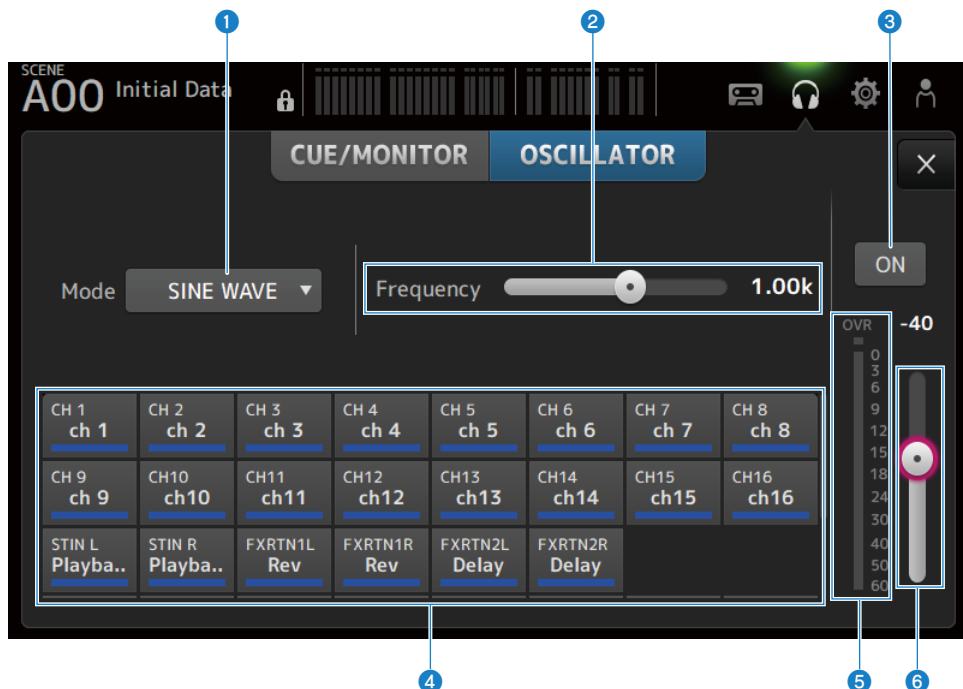 1 2 3
SCENE
A00 Initial Data
CUE/MONITOR OSCILLATOR
Mode SINE WAVE Frequency 1.00k ON
OVR -40
0
3
6
9
12
15
18
24
30
40
50
60
CH 1 CH 2 CH 3 CH 4 CH 5 CH 6 CH 7 CH 8
ch 1 ch 2 ch 3 ch 4 ch 5 ch 6 ch 7 ch 8
CH 9 CH10 CH11 CH12 CH13 CH14 CH15 CH16
ch 9 ch10 ch11 ch12 ch13 ch14 ch15 ch16
STIN L STIN R FXRTN1L FXRTN1R FXRTN2L FXRTN2R
Playba.. Playba.. Rev Rev Delay Delay
4 5 6